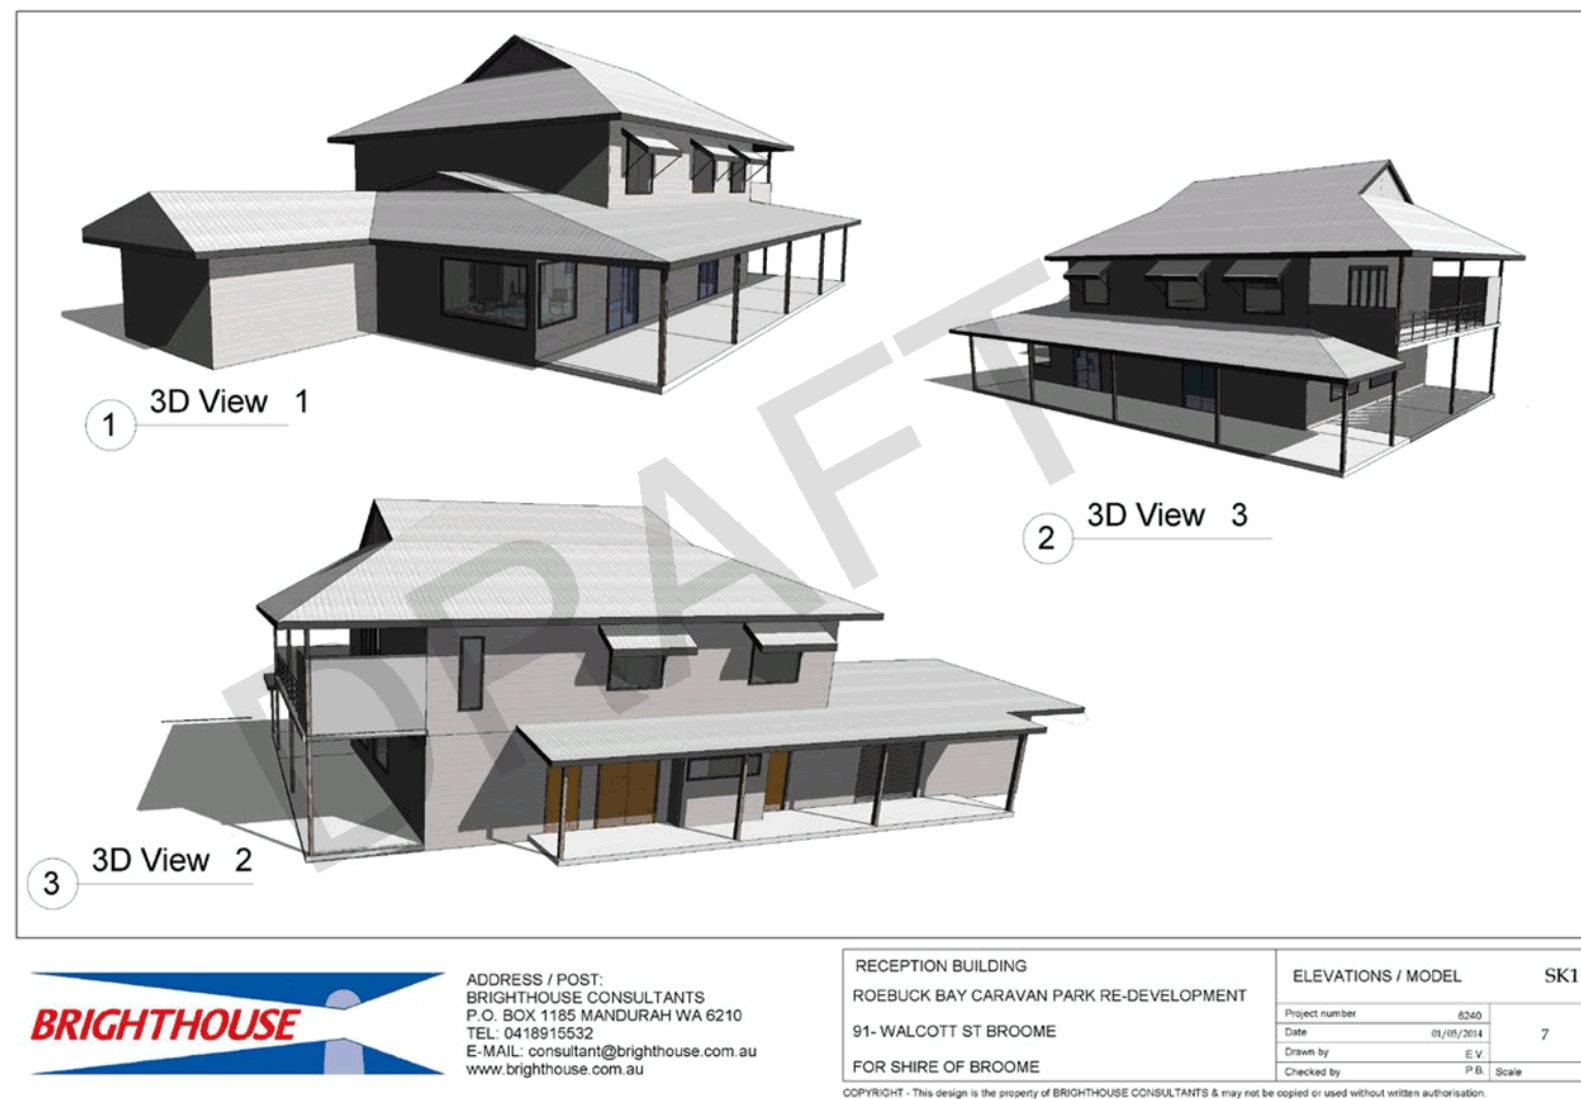 1
3D View 1
2
3D View 3
3
3D View 2
DRAFT
BRIGHTHOUSE
ADDRESS / POST:
BRIGHTHOUSE CONSULTANTS
P.O. BOX 1185 MANDURAH WA 6210
TEL: 0418915532
E-MAIL: consultant@brighthouse.com.au
www.brighthouse.com.au
RECEPTION BUILDING
ROEBUCK BAY CARAVAN PARK RE-DEVELOPMENT
91- WALCOTT ST BROOME
FOR SHIRE OF BROOME
ELEVATIONS / MODEL SK1
Project number 6240
Date 01/05/2014
7
Drawn by E.V.
Checked by P.B. Scale
COPYRIGHT - This design is the property of BRIGHTHOUSE CONSULTANTS & may not be copied or used without written authorisation.